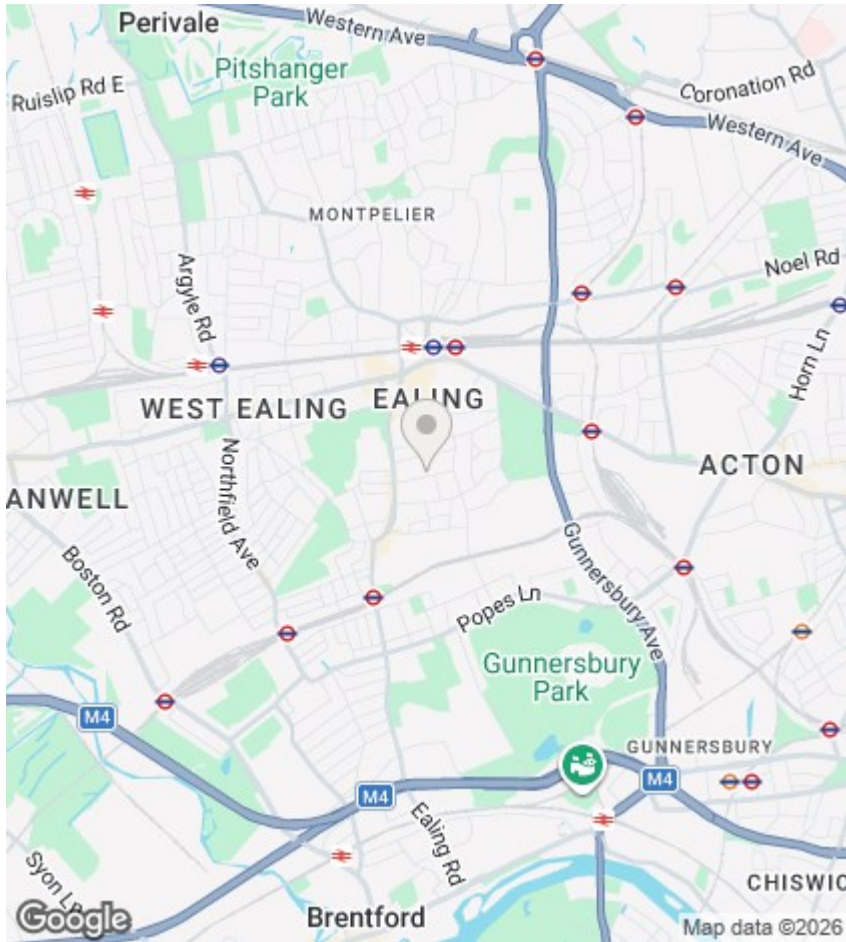 Perivale
Western Ave
Pitshanger
Park
Ruislip Rd E
Coronation Rd
Western Ave
MONTPELIER
Argyle Rd
Noel Rd
Horn Ln
WEST EALING
EALING
Northfield Ave
ACTON
ANWELL
Boston Rd
Gunnersbury Ave
Popes Ln
Gunnersbury
Park
M4
GUNNERSBURY
M4
M4
Ealing Rd
Syon Ln
CHISWIC
Brentford
Google
Map data ©2026